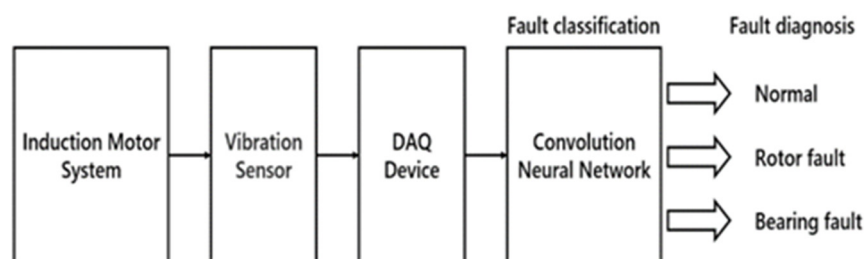 Fault classification
Fault diagnosis
Induction Motor
System
Vibration
Sensor
DAQ
Device
Convolution
Neural Network
Normal
Rotor fault
Bearing fault